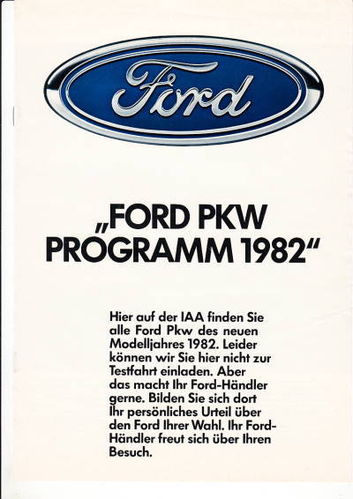 Ford
„FORD PKW
PROGRAMM 1982“
Hier auf der IAA finden Sie
alle Ford Pkw des neuen
Modelljahres 1982. Leider
können wir Sie hier nicht zur
Testfahrt einladen. Aber
das macht Ihr Ford-Händler
gerne. Bilden Sie sich dort
Ihr persönliches Urteil über
den Ford Ihrer Wahl. Ihr Ford-
Händler freut sich über Ihren
Besuch.